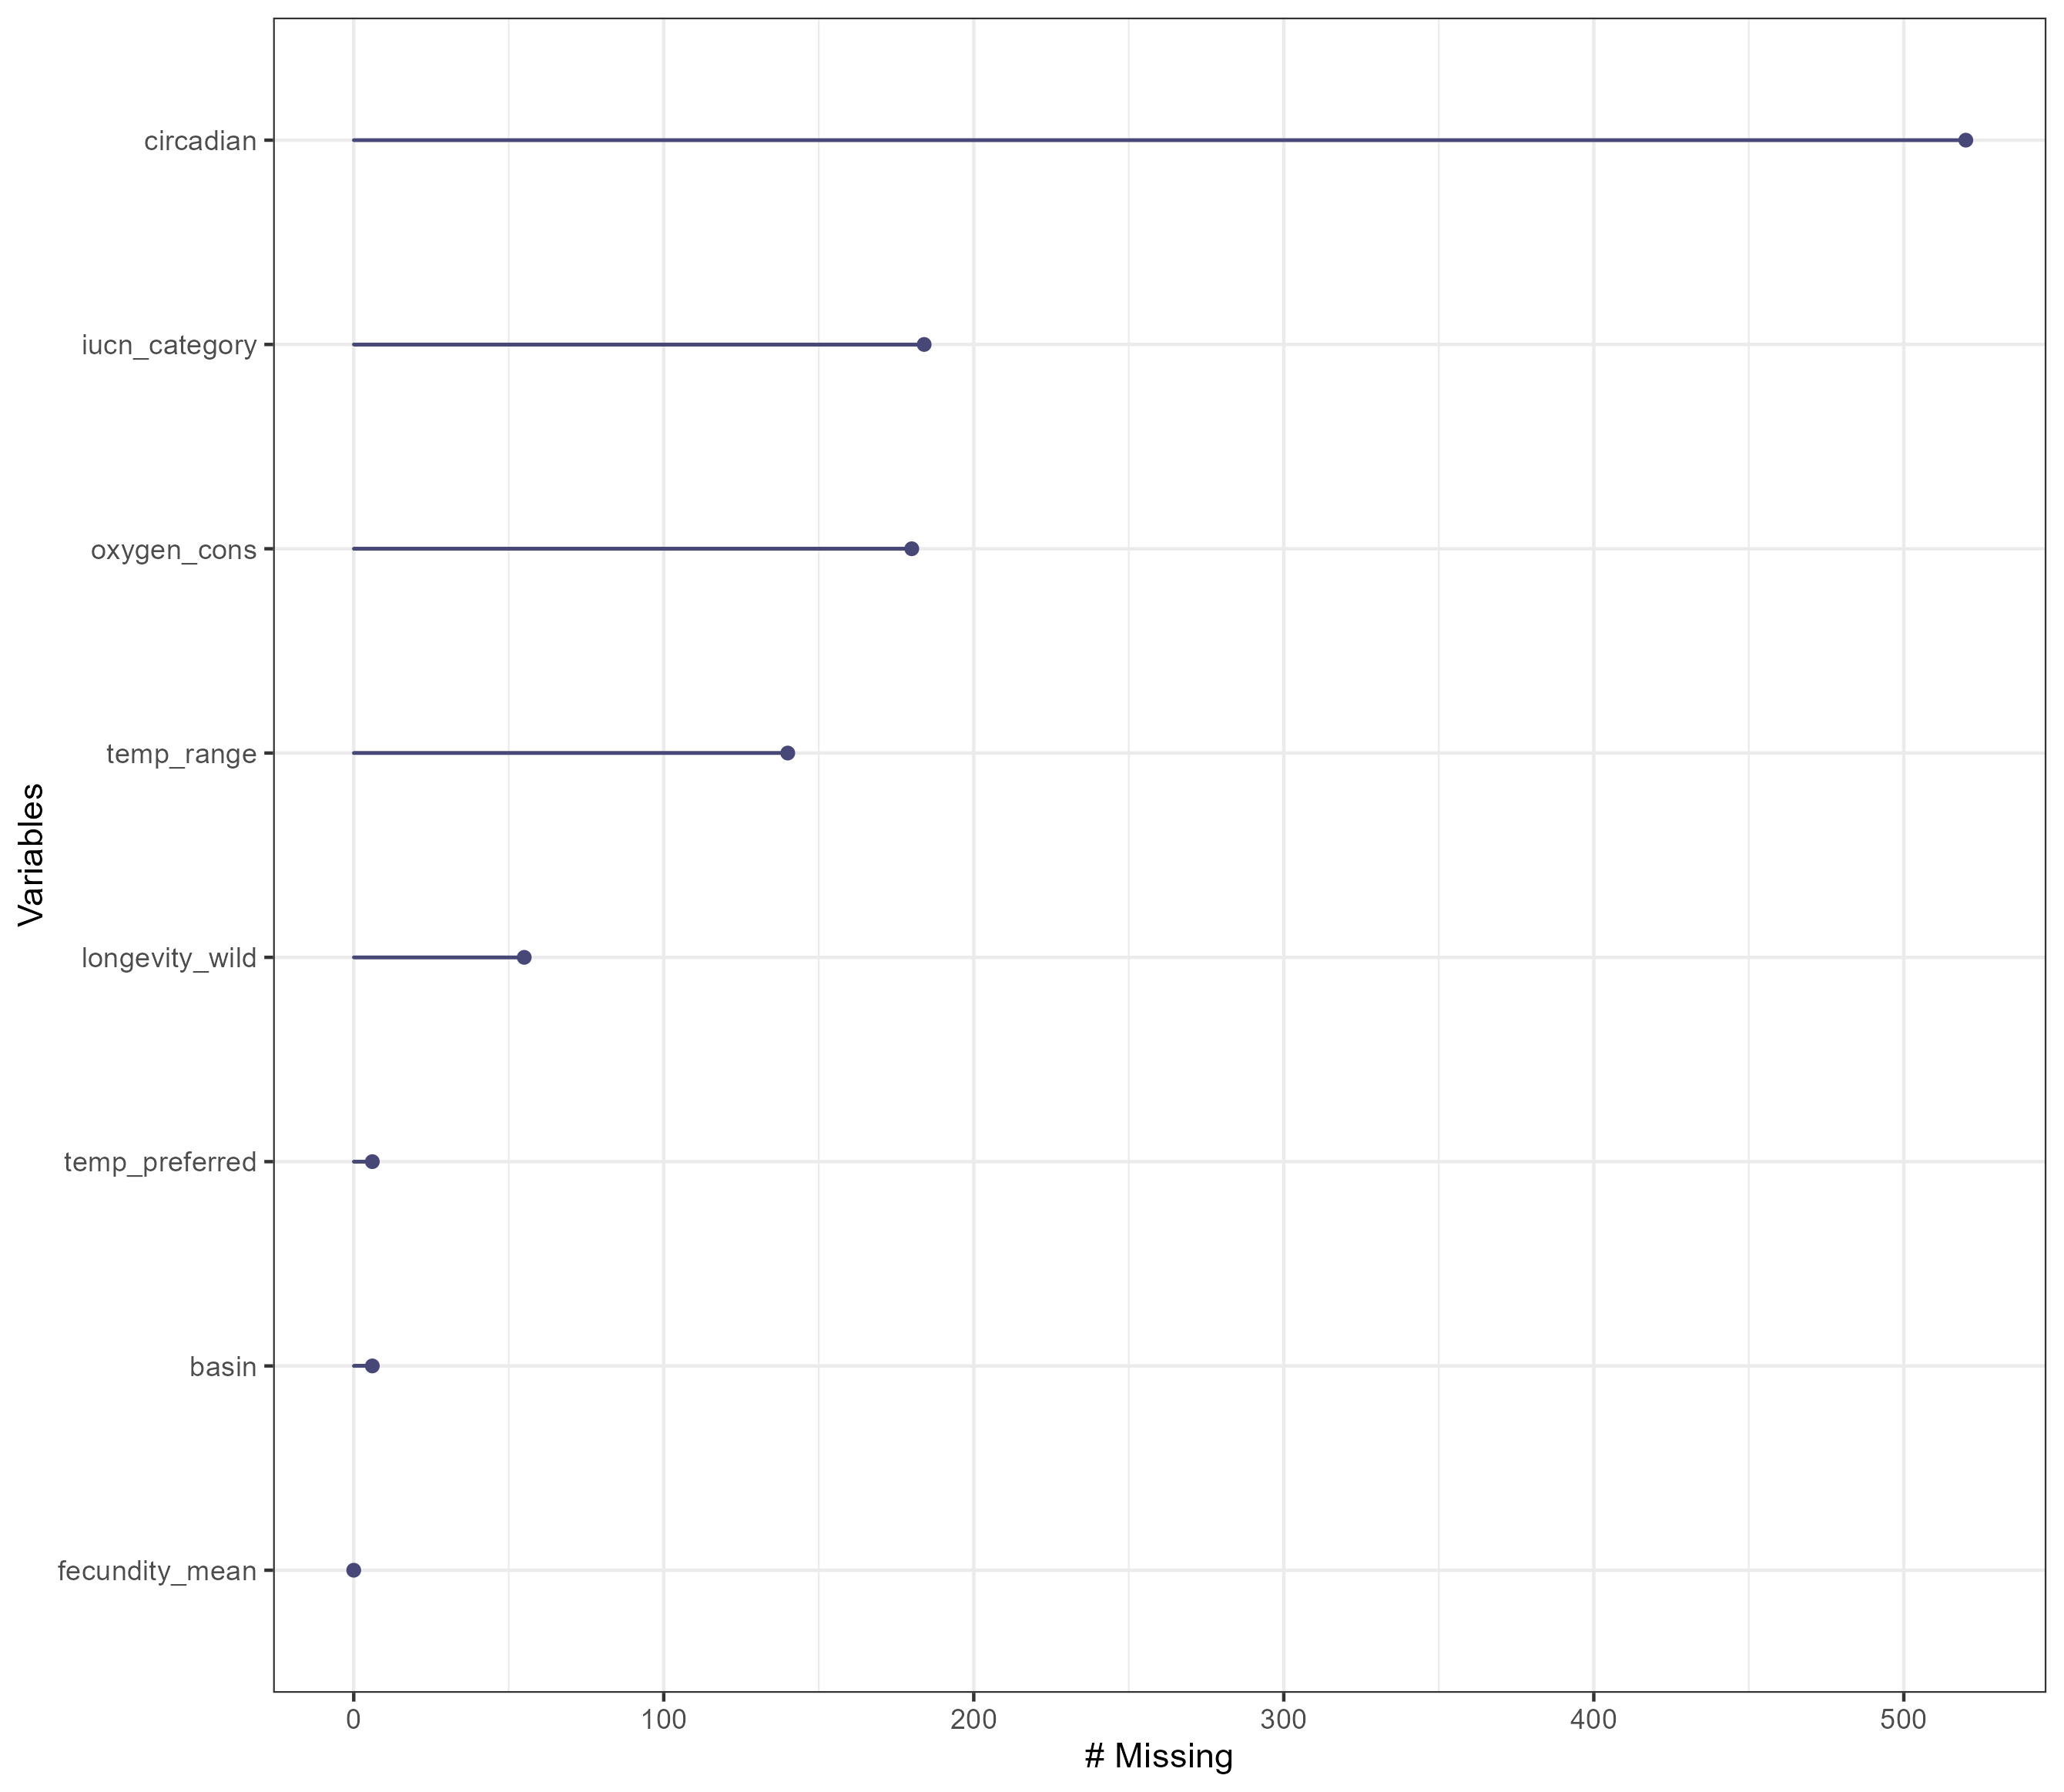 Variables
circadian
iucn_category
oxygen_cons
temp_range
longevity_wild
temp_preferred
basin
fecundity_mean
0 100 200 300 400 500
# Missing